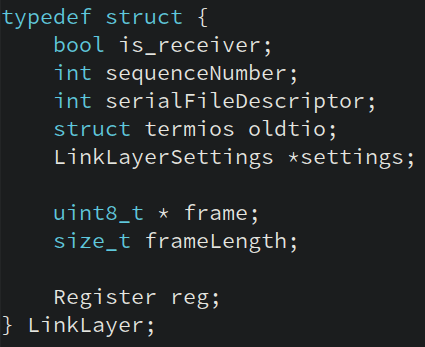 typedef struct {
    bool is_receiver;
    int sequenceNumber;
    int serialFileDescriptor;
    struct termios oldtio;
    LinkLayerSettings *settings;

    uint8_t * frame;
    size_t frameLength;

    Register reg;
} LinkLayer;